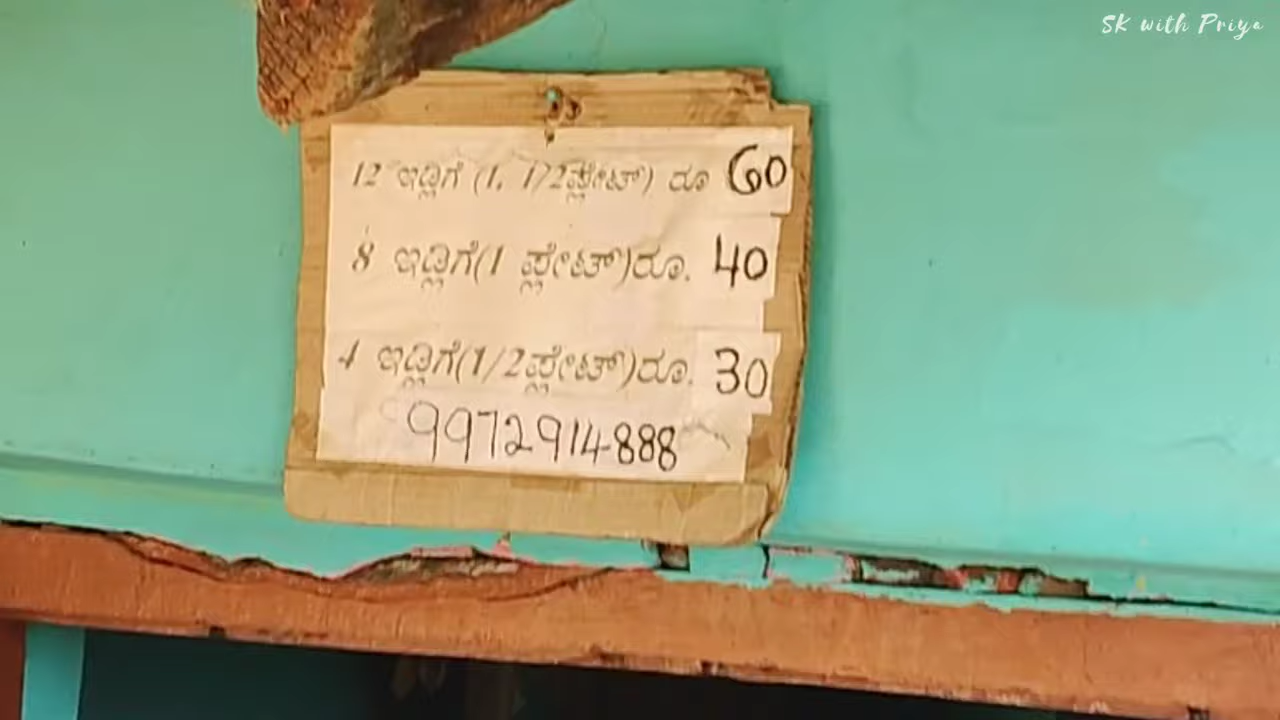 Sk with Priya
12 ಇಡ್ಲಿಗೆ (1, 1/2ಪ್ಲೇಟ್) ರೂ 60
8 ಇಡ್ಲಿಗೆ(1 ಪ್ಲೇಟ್)ರೂ. 40
4 ಇಡ್ಲಿಗೆ(1/2ಪ್ಲೇಟ್)ರೂ. 30
9972914888